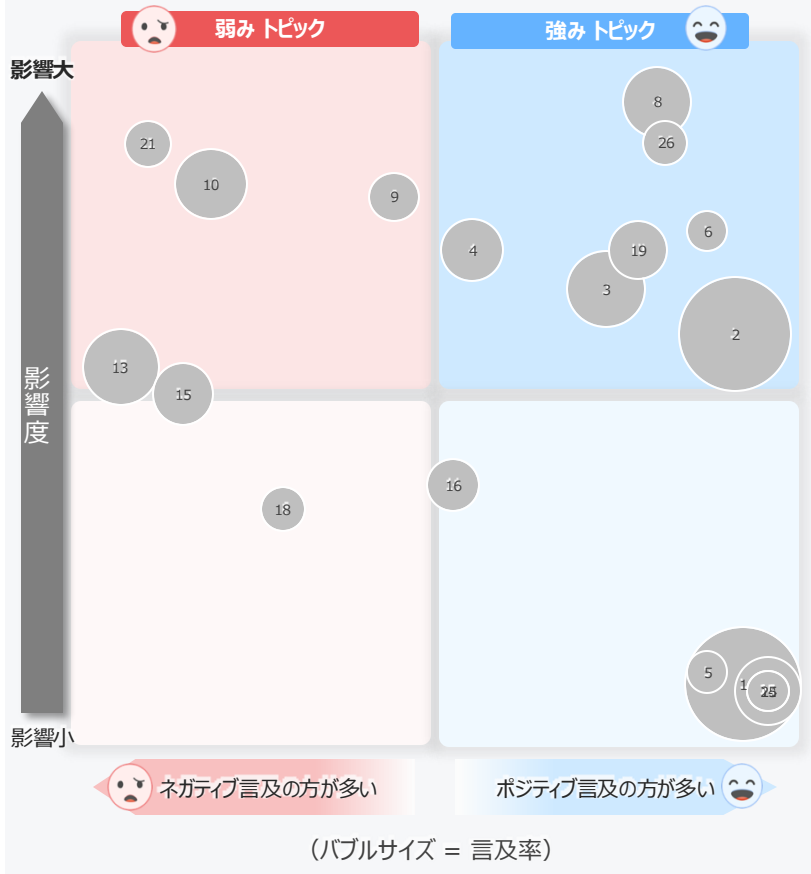 弱み トピック
強み トピック
影響大
8
21
26
10
9
6
4
19
3
2
13
15
影響度
16
18
5
1
影響小
ネガティブ言及の方が多い
ポジティブ言及の方が多い
（バブルサイズ = 言及率）